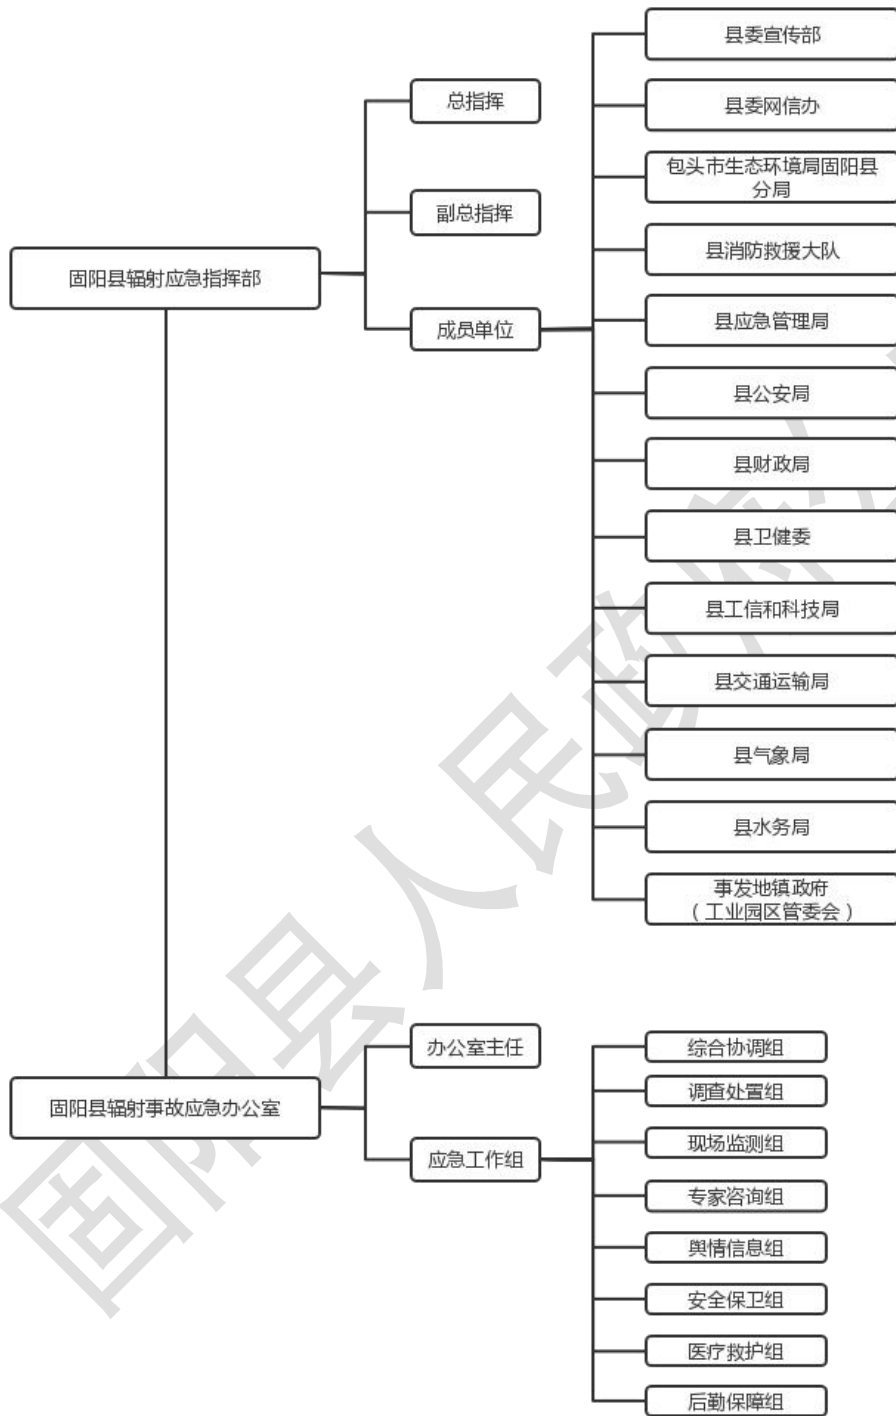 固阳县辐射应急指挥部
总指挥
副总指挥
成员单位
县委宣传部
县委网信办
包头市生态环境局固阳县
分局
县消防救援大队
县应急管理局
县公安局
县财政局
县卫健委
县工信和科技局
县交通运输局
县气象局
县水务局
事发地镇政府
（工业园区管委会）
固阳县辐射事故应急办公室
办公室主任
应急工作组
综合协调组
调查处置组
现场监测组
专家咨询组
舆情信息组
安全保卫组
医疗救护组
后勤保障组
固阳县人民政府